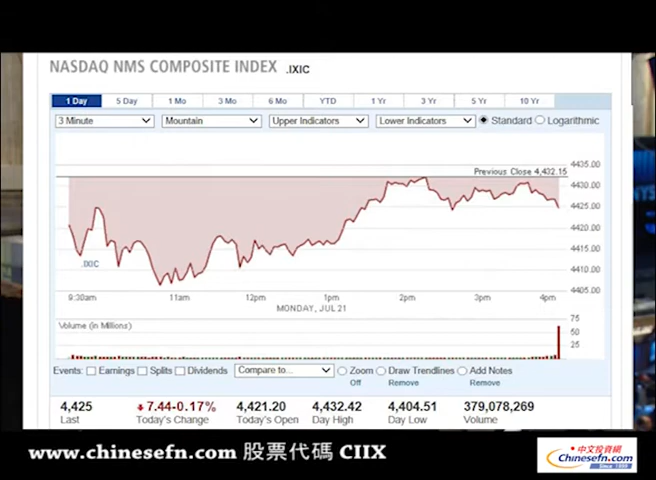 NASDAQ NMS COMPOSITE INDEX .IXIC
1 Day 5 Day 1 Mo 3 Mo 6 Mo YTD 1 Yr 3 Yr 5 Yr 10 Yr
3 Minute Mountain Upper Indicators Lower Indicators Standard Logarithmic
Previous Close 4,432.15
4435.00
4430.00
4425.00
4420.00
4415.00
4410.00
4405.00
.IXIC
9:30am 11am 12pm 1pm 2pm 3pm 4pm
MONDAY, JUL 21
Volume (in Millions)
75
50
25
Events: Earnings Splits Dividends Compare to... Zoom Draw Trendlines Add Notes
Off Remove Remove
4,425 7.44-0.17% 4,421.20 4,432.42 4,404.51 379,078,269
Last Today's Change Today's Open Day High Day Low Volume
www.chinesefn.com 股票代碼 CIIX
中文投資網
Chinesefn.com
Since 1999